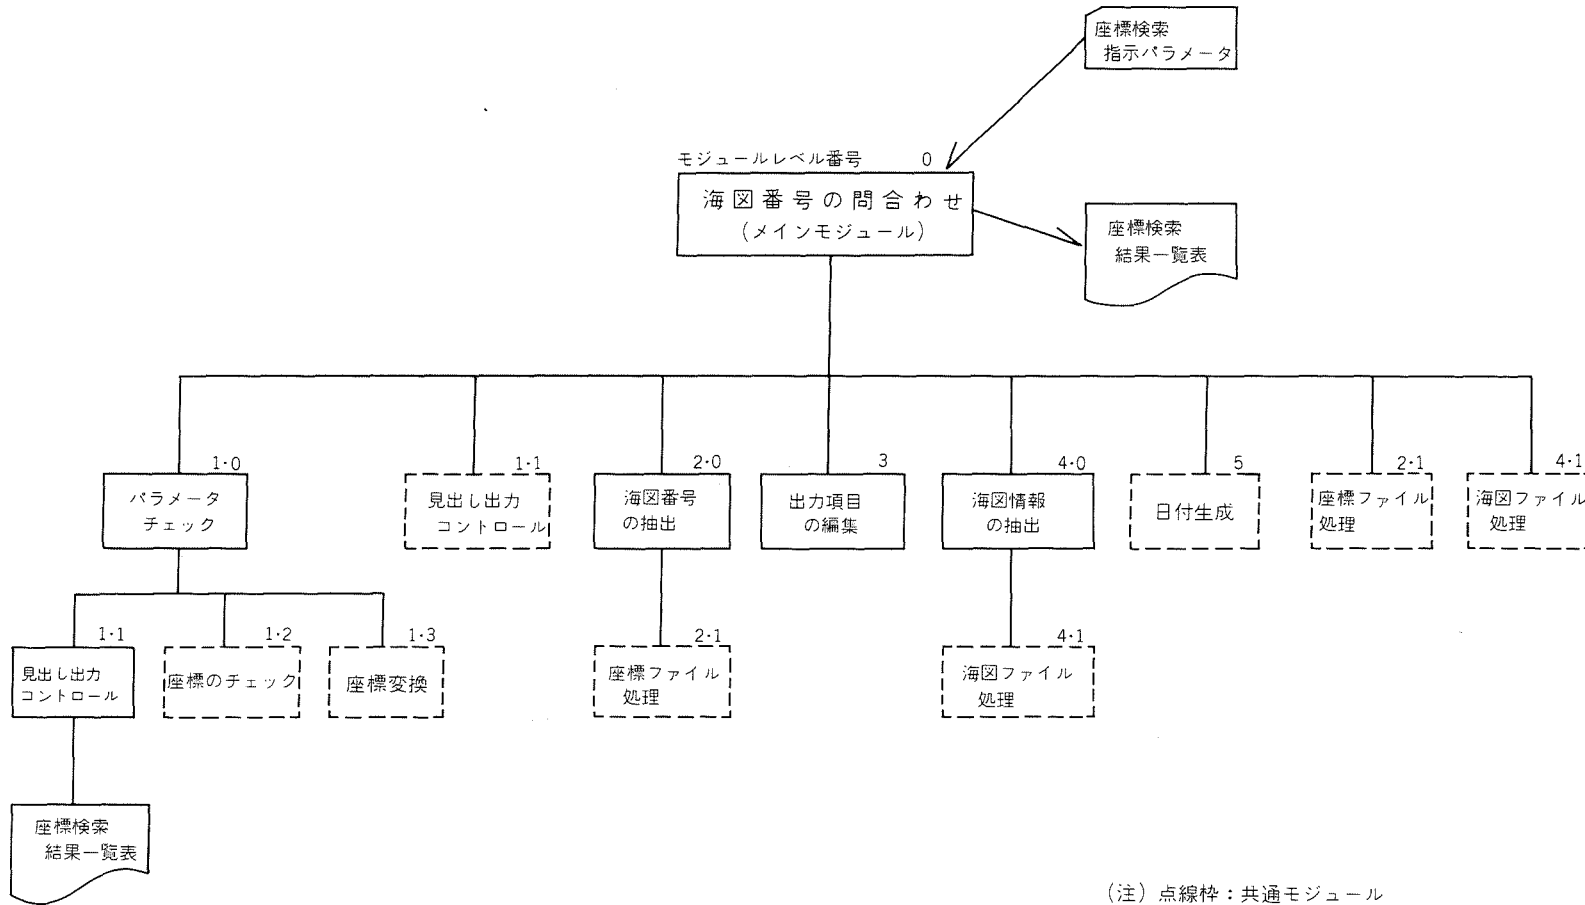 座標検索
指示パラメータ
モジュールレベル番号 0
海図番号の問合わせ
(メインモジュール)
座標検索
結果一覧表
1・0
パラメータ
チェック
1・1
見出し出力
コントロール
2・0
海図番号
の抽出
3
出力項目
の編集
4・0
海図情報
の抽出
5
日付生成
2・1
座標ファイル
処理
4・1
海図ファイル
処理
1・1
見出し出力
コントロール
1・2
座標のチェック
1・3
座標変換
2・1
座標ファイル
処理
4・1
海図ファイル
処理
座標検索
結果一覧表
(注) 点線枠:共通モジュール